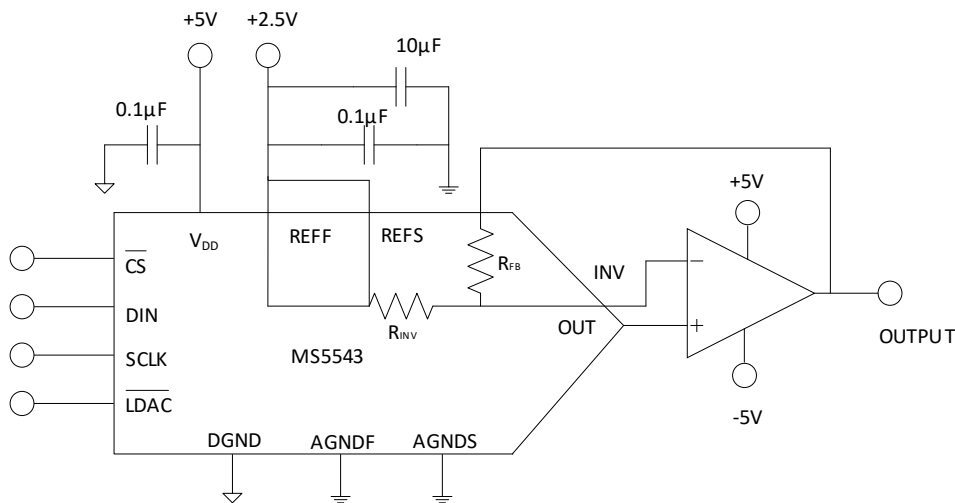 +5V
+2.5V
10µF
0.1µF
0.1µF
+5V
V_DD
REFF
REFS
R_FB
INV
CS
DIN
OUT
R_INV
OUTPUT
SCLK
MS5543
LDAC
-5V
DGND
AGNDF
AGNDS